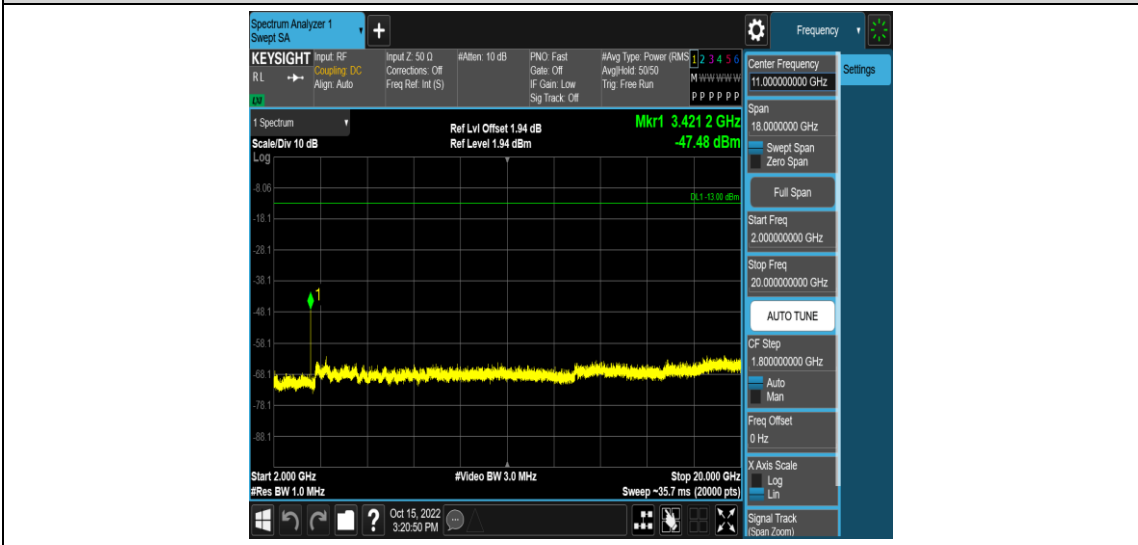 Spectrum Analyzer 1
Swept SA
+
Frequency
KEYSIGHT
RL
LXI
Input: RF
Coupling: DC
Align: Auto
Input Z: 50 Ω
Corrections: Off
Freq Ref: Int (S)
#Atten: 10 dB
PNO: Fast
Gate: Off
IF Gain: Low
Sig Track: Off
#Avg Type: Power (RMS
Avg|Hold: 50/50
Trig: Free Run
1 2 3 4 5 6
M W W W W W
P P P P P P
1 Spectrum
Scale/Div 10 dB
Log
Ref Lvl Offset 1.94 dB
Ref Level 1.94 dBm
Mkr1 3.421 2 GHz
-47.48 dBm
-8.06
DL1 -13.00 dBm
-18.1
-28.1
-38.1
1
-48.1
-58.1
-68.1
-78.1
-88.1
Start 2.000 GHz
#Res BW 1.0 MHz
#Video BW 3.0 MHz
Stop 20.000 GHz
Sweep ~35.7 ms (20000 pts)
?
Oct 15, 2022
3:20:50 PM
Center Frequency
11.000000000 GHz
Settings
Span
18.0000000 GHz
Swept Span
Zero Span
Full Span
Start Freq
2.000000000 GHz
Stop Freq
20.000000000 GHz
AUTO TUNE
CF Step
1.800000000 GHz
Auto
Man
Freq Offset
0 Hz
X Axis Scale
Log
Lin
Signal Track
(Span Zoom)